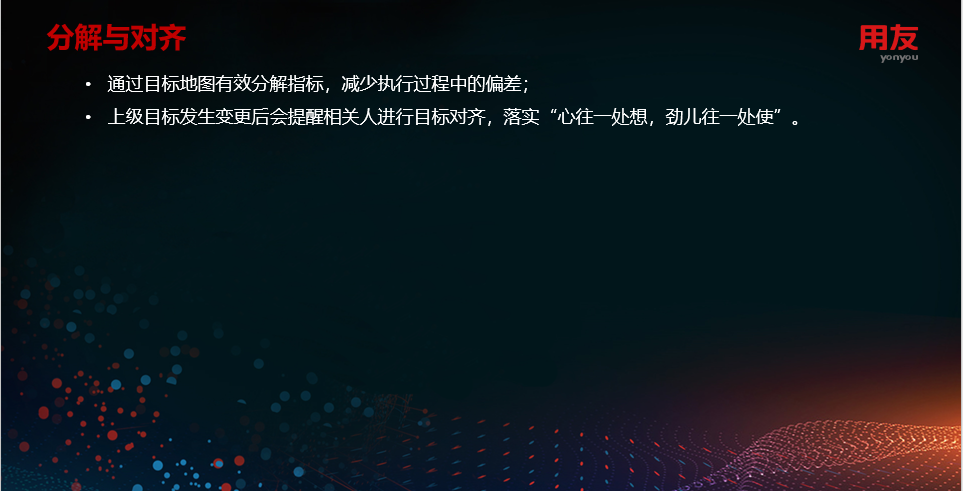 分解与对齐
用友
yonyou
• 通过目标地图有效分解指标，减少执行过程中的偏差；
• 上级目标发生变更后会提醒相关人进行目标对齐，落实“心往一处想，劲儿往一处使”。